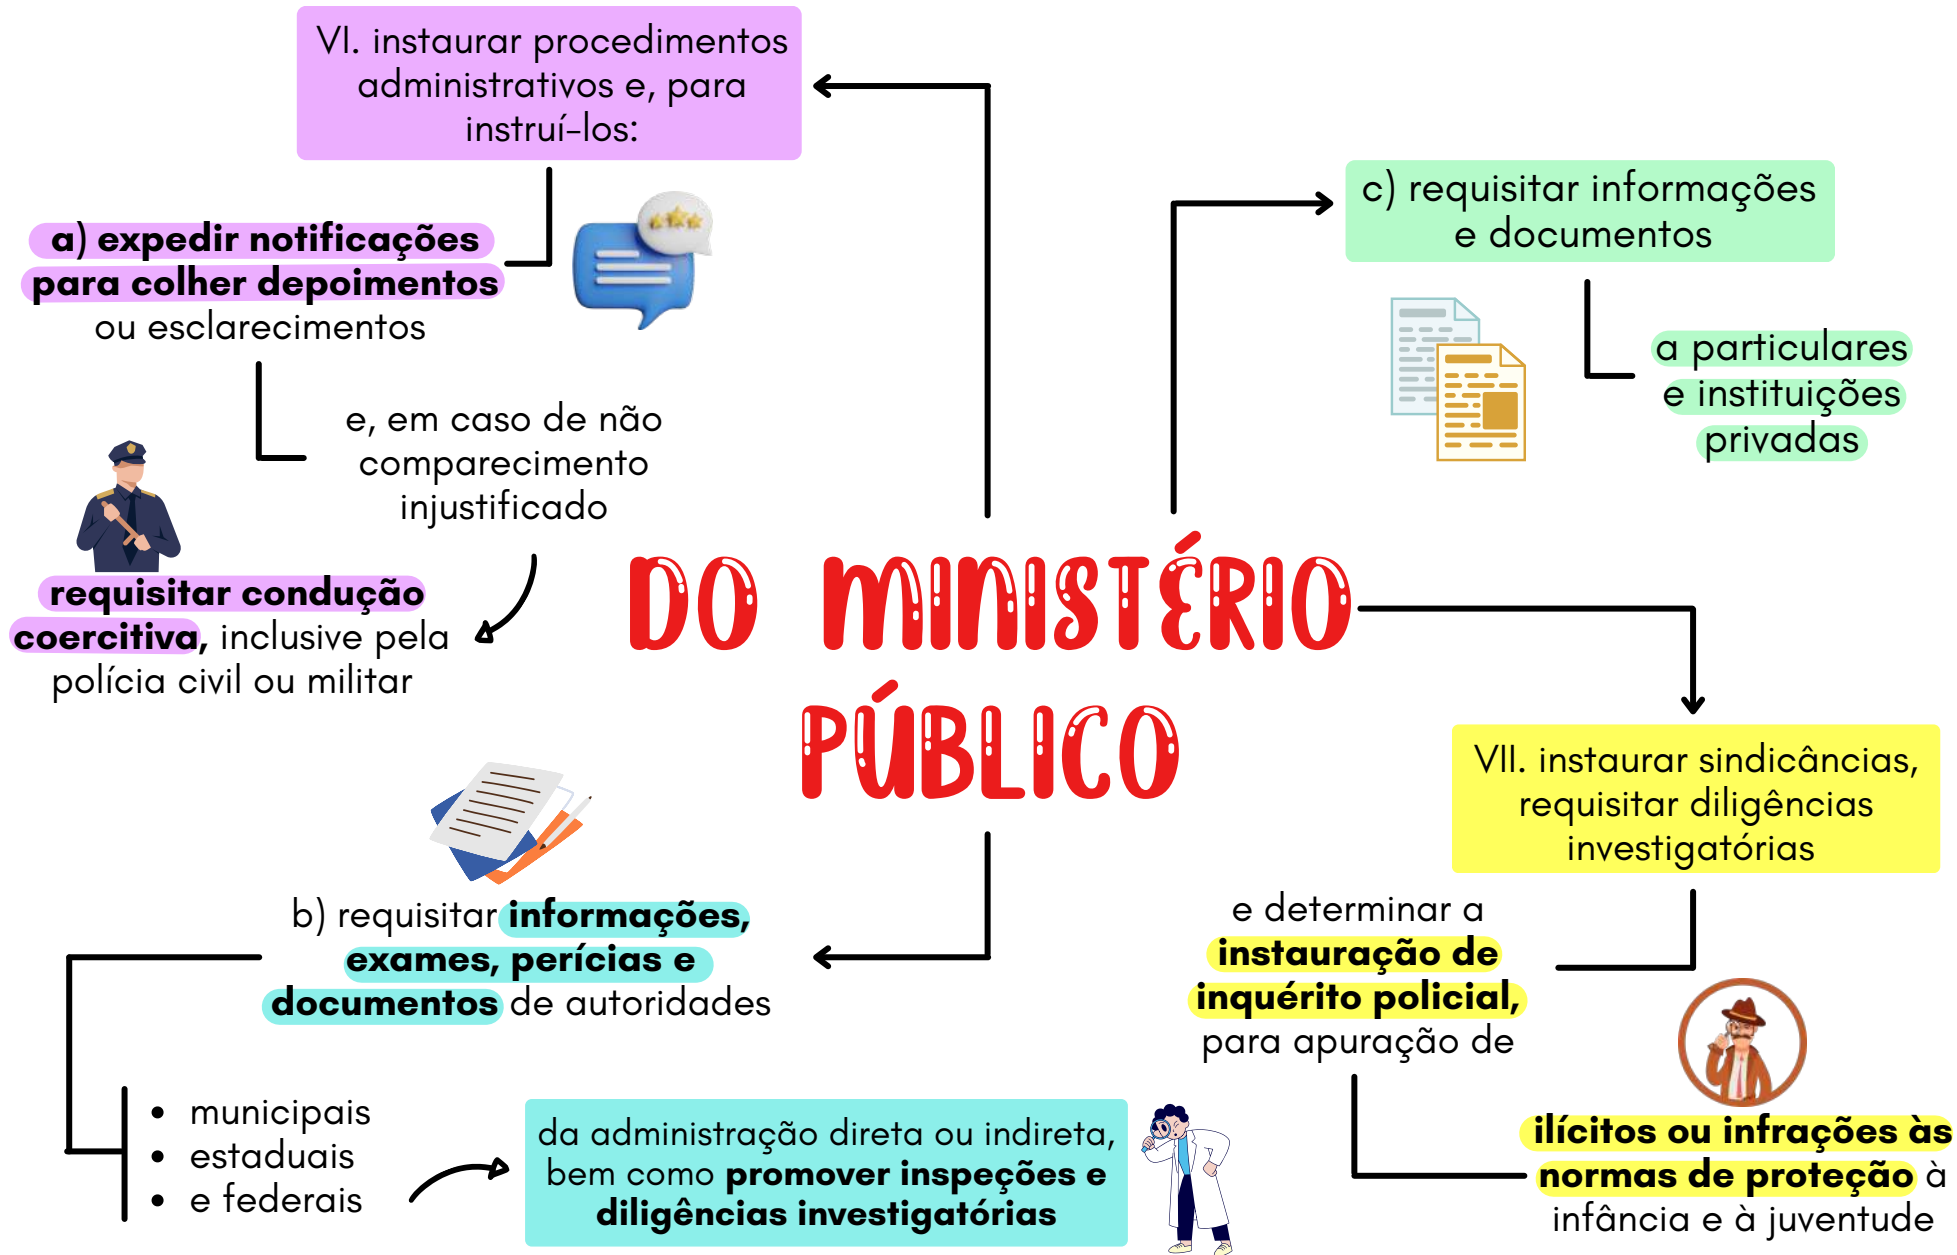 VI. instaurar procedimentos
administrativos e, para
instruí-los:
a) expedir notificações
para colher depoimentos
ou esclarecimentos
e, em caso de não
comparecimento
injustificado
requisitar condução
coercitiva, inclusive pela
polícia civil ou militar
c) requisitar informações
e documentos
a particulares
e instituições
privadas
DO MINISTÉRIO
PÚBLICO
b) requisitar informações,
exames, perícias e
documentos de autoridades
• municipais
• estaduais
• e federais
da administração direta ou indireta,
bem como promover inspeções e
diligências investigatórias
VII. instaurar sindicâncias,
requisitar diligências
investigatórias
e determinar a
instauração de
inquérito policial,
para apuração de
ilícitos ou infrações às
normas de proteção à
infância e à juventude